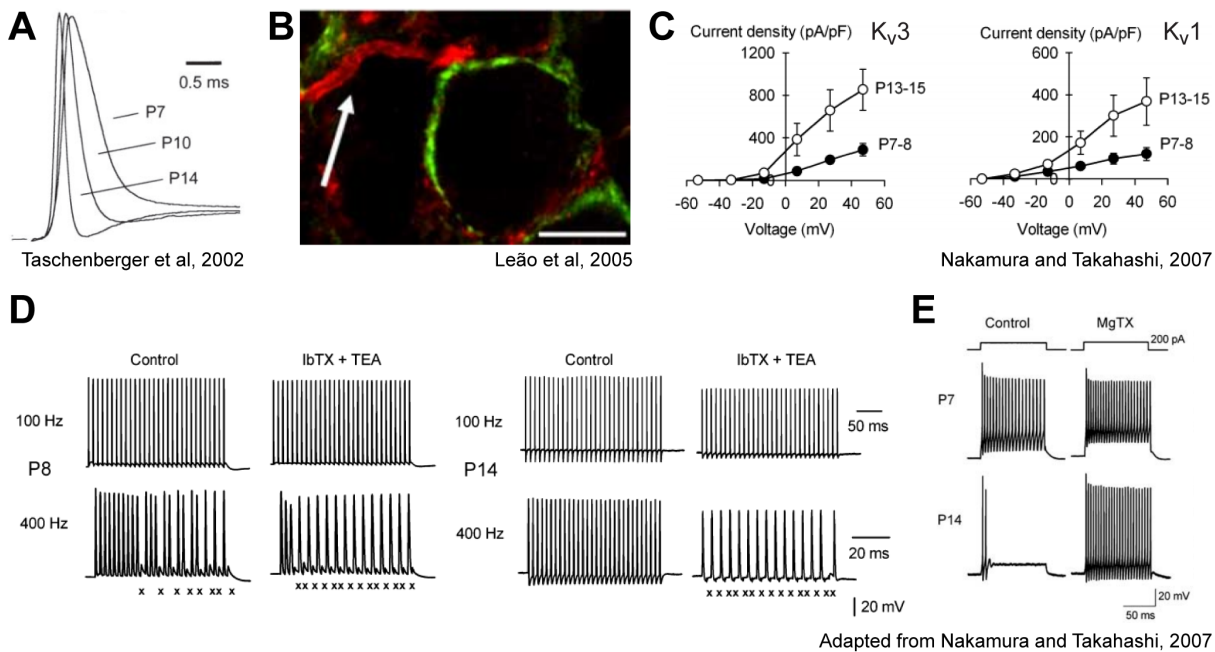 A
0.5 ms
P7
P10
P14
Taschenberger et al, 2002
B
Leão et al, 2005
C
Current density (pA/pF)
Kv3
1200
800
400
0
-60 -40 -20 0 20 40 60
Voltage (mV)
P13-15
P7-8
Current density (pA/pF)
Kv1
600
400
200
0
-60 -40 -20 0 20 40 60
Voltage (mV)
P13-15
P7-8
Nakamura and Takahashi, 2007
D
Control
IbTX + TEA
100 Hz
P8
400 Hz
x x x x xx x
xx x x xx x x xx xx x
Control
IbTX + TEA
100 Hz
50 ms
P14
400 Hz
20 ms
x xx xx x x x x x xx xx
20 mV
E
Control
MgTX
200 pA
P7
P14
20 mV
50 ms
Adapted from Nakamura and Takahashi, 2007